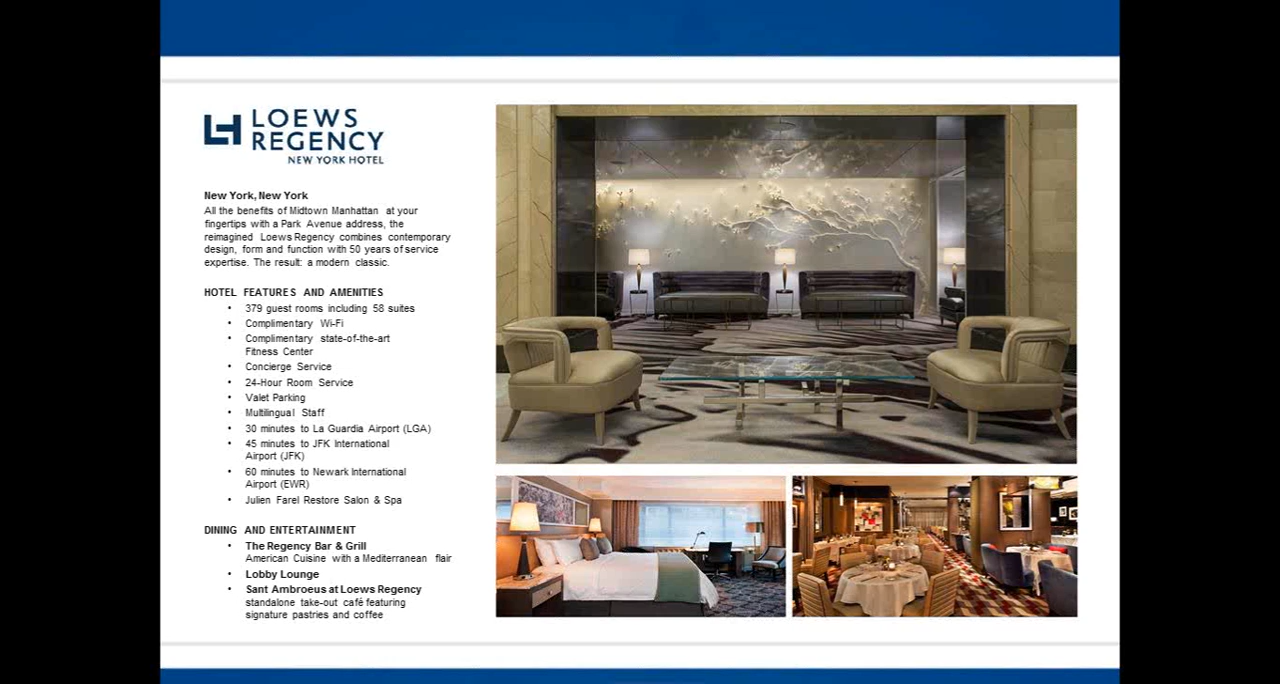 LOEWS
REGENCY
NEW YORK HOTEL
New York, New York
All the benefits of Midtown Manhattan at your
fingertips with a Park Avenue address, the
reimagined Loews Regency combines contemporary
design, form and function with 50 years of service
expertise. The result: a modern classic.
HOTEL FEATURES AND AMENITIES
• 379 guest rooms including 58 suites
• Complimentary Wi-Fi
• Complimentary state-of-the-art
Fitness Center
• Concierge Service
• 24-Hour Room Service
• Valet Parking
• Multilingual Staff
• 30 minutes to La Guardia Airport (LGA)
• 45 minutes to JFK International
Airport (JFK)
• 60 minutes to Newark International
Airport (EWR)
• Julien Farel Restore Salon & Spa
DINING AND ENTERTAINMENT
• The Regency Bar & Grill
American Cuisine with a Mediterranean flair
• Lobby Lounge
• Sant Ambroeus at Loews Regency
standalone take-out café featuring
signature pastries and coffee